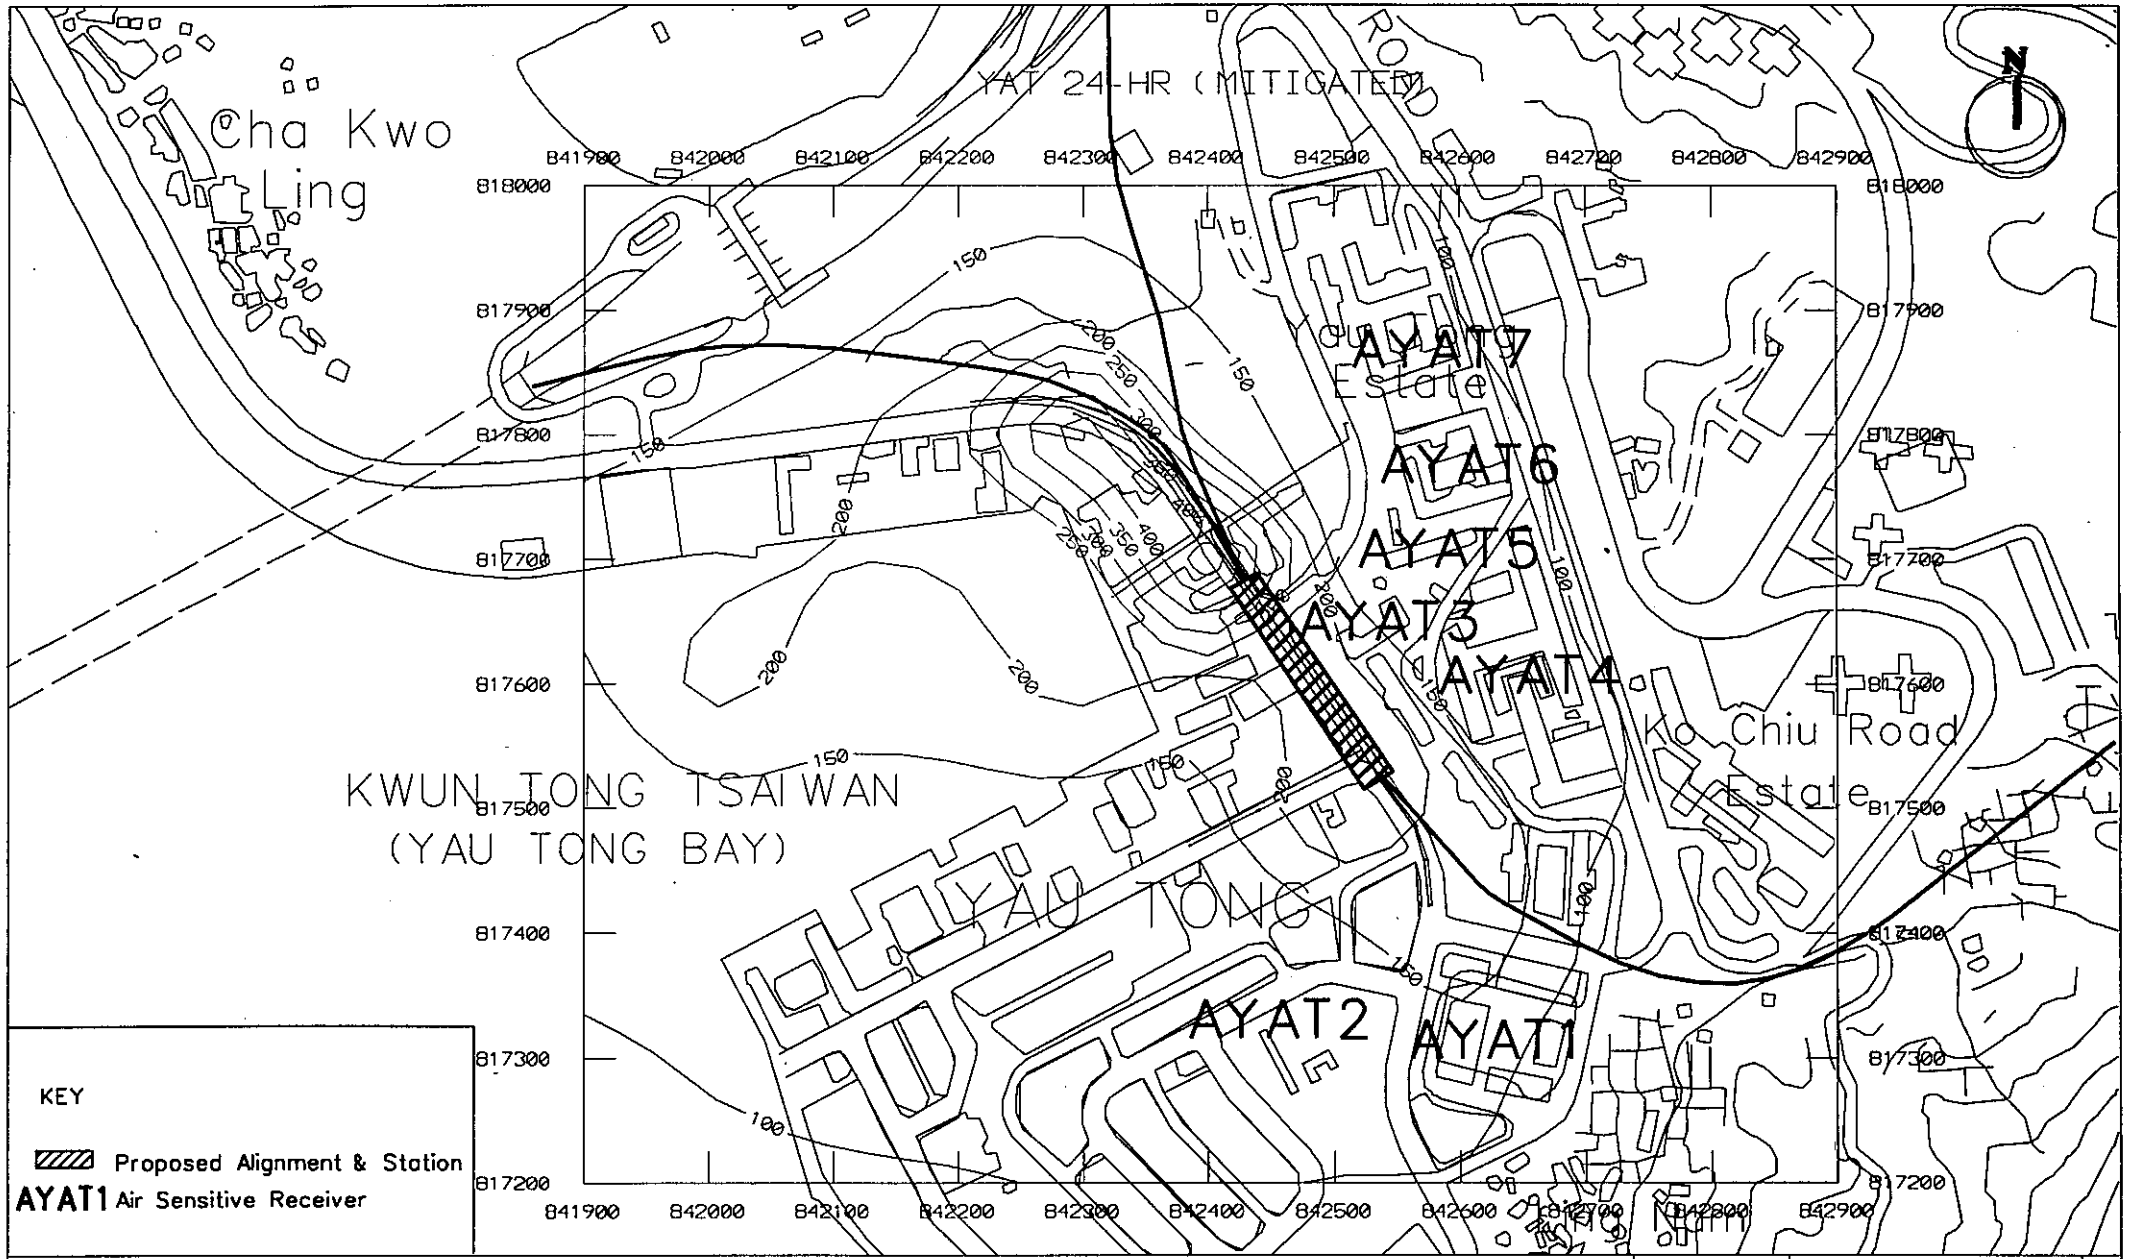 ROAD
YAT 24-HR (MITIGATED)
N
Cha Kwo
Ling
841900 842000 842100 842200 842300 842400 842500 842600 842700 842800 842900
818000 818000
100
150
817900 817900
200
Yau Tong
AYAT7
250
150
Estate
300
817800 817800
150
AYAT6
350
400
200
250 300 350 400
AYAT5
817700 817700
100
200
AYAT3
200 200
AYAT4
817600 817600
150
Ko Chiu Road
150 150
200
KWUN TONG TSAI WAN
Estate
817500 817500
(YAU TONG BAY)
YAU TONG
100
817400 817400
150
AYAT2
AYAT1
817300 817300
KEY
100
Proposed Alignment & Station
817200 817200
AYAT1 Air Sensitive Receiver
841900 842000 842100 842200 842300 842400 842500 842600 842700 842800 842900